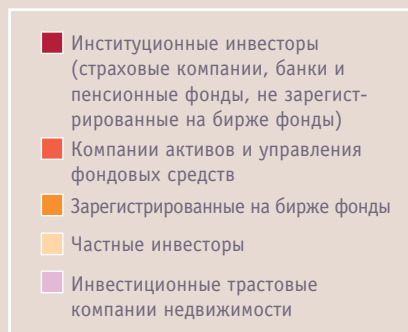 Институционные инвесторы
(страховые компании, банки и
пенсионные фонды, не зарегист-
рированные на бирже фонды)
Компании активов и управления
фондовых средств
Зарегистрированные на бирже фонды
Частные инвесторы
Инвестиционные трастовые
компании недвижимости